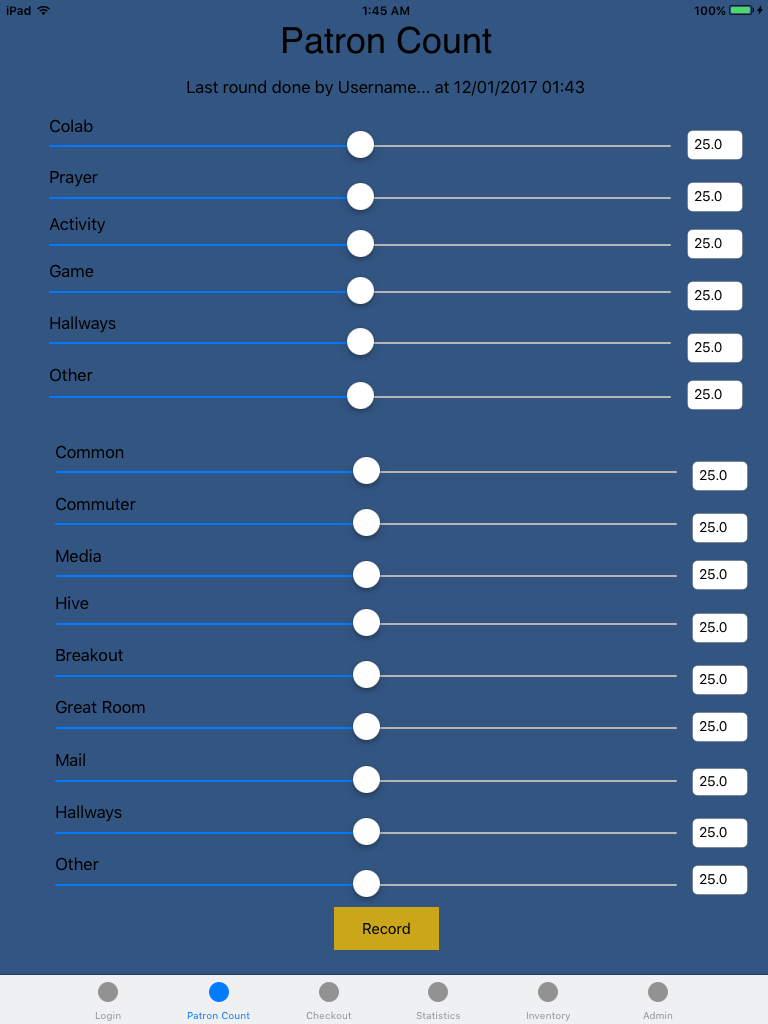 iPad 1:45 AM 100%
Patron Count
Last round done by Username... at 12/01/2017 01:43
Colab 25.0
Prayer 25.0
Activity 25.0
Game 25.0
Hallways 25.0
Other 25.0
Common 25.0
Commuter 25.0
Media 25.0
Hive 25.0
Breakout 25.0
Great Room 25.0
Mail 25.0
Hallways 25.0
Other 25.0
Record
Login Patron Count Checkout Statistics Inventory Admin